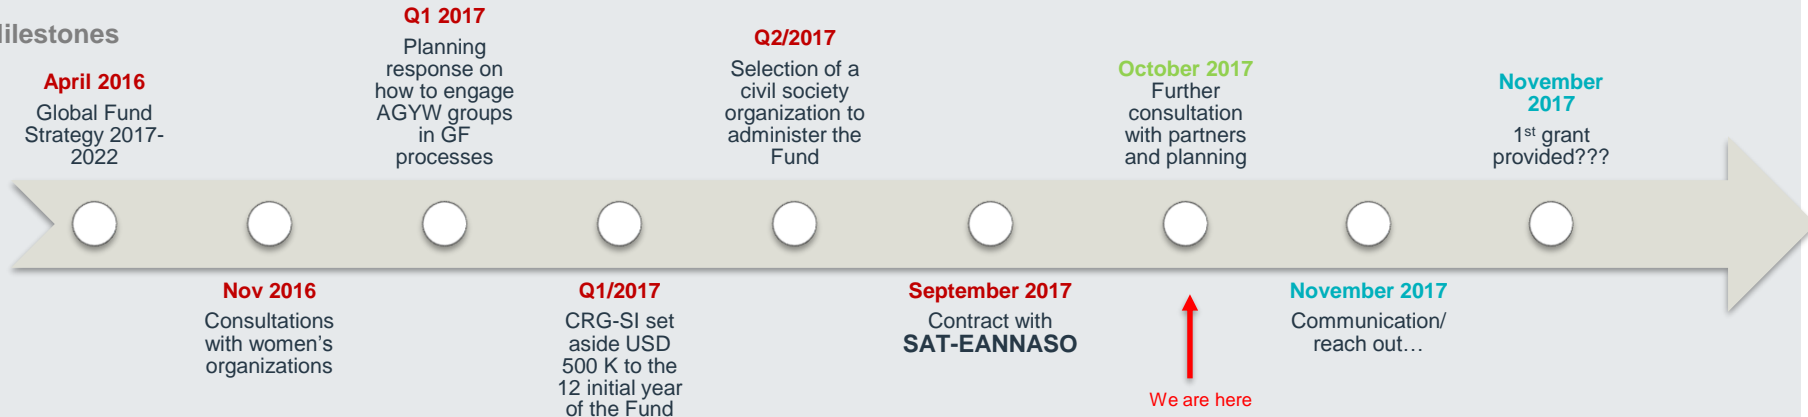 Milestones
April 2016
Global Fund
Strategy 2017-
2022
Nov 2016
Consultations
with women's
organizations
Q1 2017
Planning
response on
how to engage
AGYW groups
in GF
processes
Q1/2017
CRG-SI set
aside USD
500 K to the
12 initial year
of the Fund
Q2/2017
Selection of a
civil society
organization to
administer the
Fund
September 2017
Contract with
SAT-EANNASO
October 2017
Further
consultation
with partners
and planning
We are here
November 2017
Communication/
reach out…
November
2017
1st grant
provided???